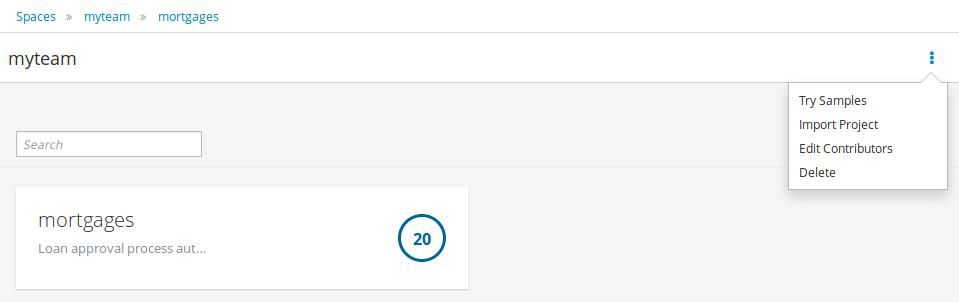 Spaces » myteam » mortgages
myteam
Try Samples
Import Project
Edit Contributors
Delete
Search
mortgages
Loan approval process aut...
20